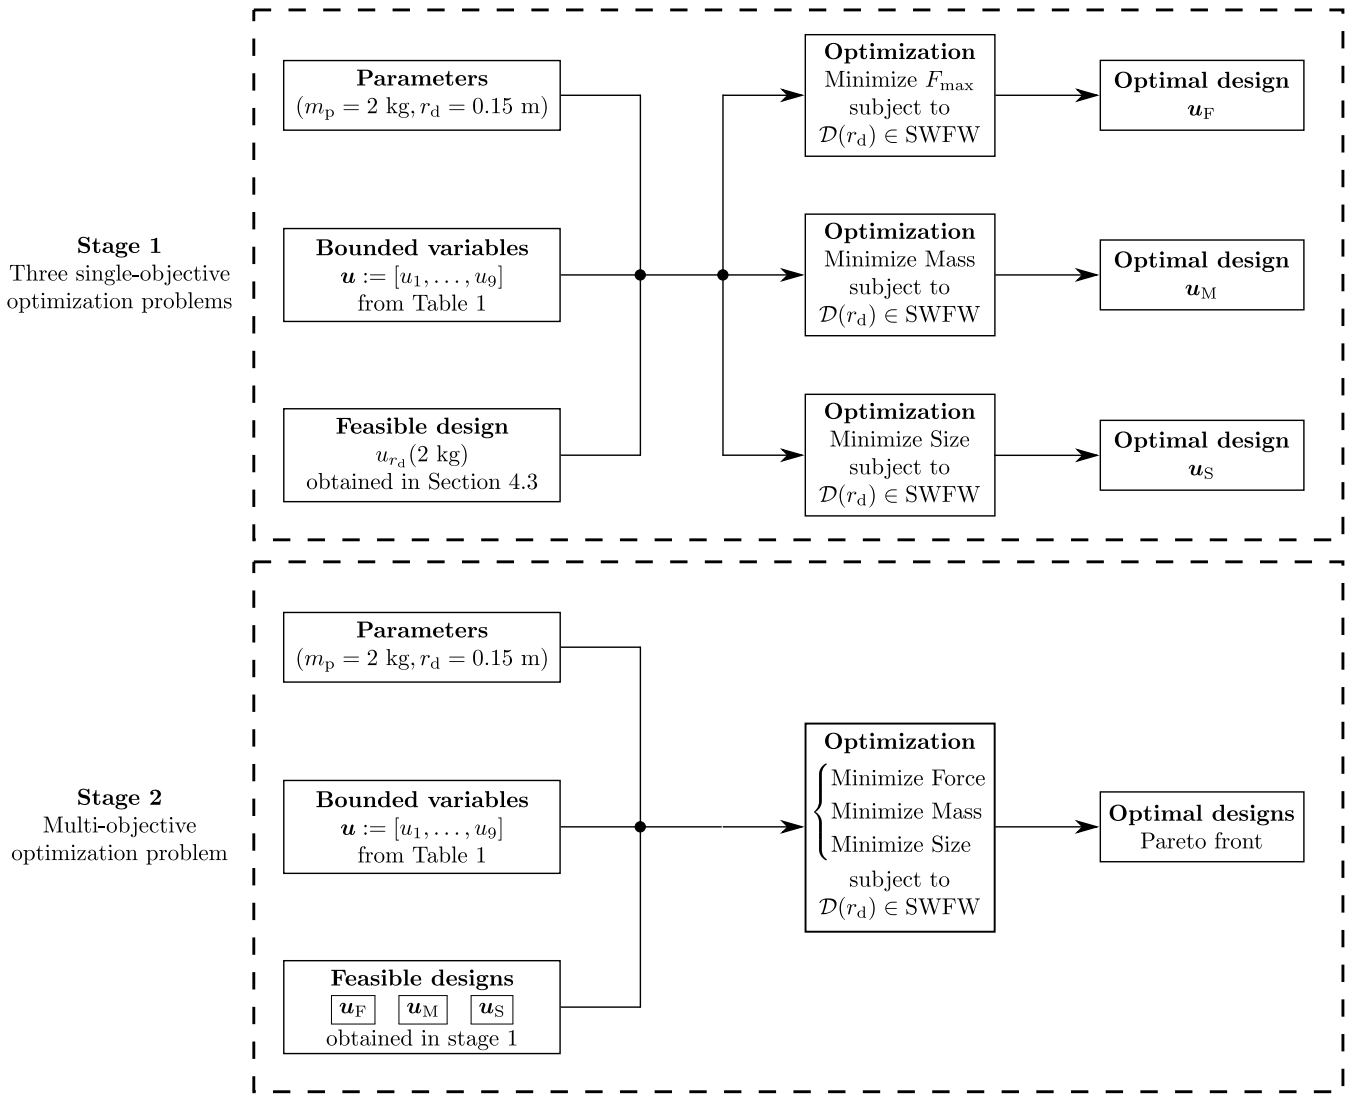 Stage 1
Three single-objective
optimization problems
Parameters
(m_p = 2 kg, r_d = 0.15 m)
Bounded variables
u := [u_1, . . . , u_9]
from Table 1
Feasible design
u_{r_d}(2 kg)
obtained in Section 4.3
Optimization
Minimize F_max
subject to
𝒟(r_d) ∈ SWFW
Optimal design
u_F
Optimization
Minimize Mass
subject to
𝒟(r_d) ∈ SWFW
Optimal design
u_M
Optimization
Minimize Size
subject to
𝒟(r_d) ∈ SWFW
Optimal design
u_S
Stage 2
Multi-objective
optimization problem
Parameters
(m_p = 2 kg, r_d = 0.15 m)
Bounded variables
u := [u_1, . . . , u_9]
from Table 1
Feasible designs
u_F u_M u_S
obtained in stage 1
Optimization
Minimize Force
Minimize Mass
Minimize Size
subject to
𝒟(r_d) ∈ SWFW
Optimal designs
Pareto front